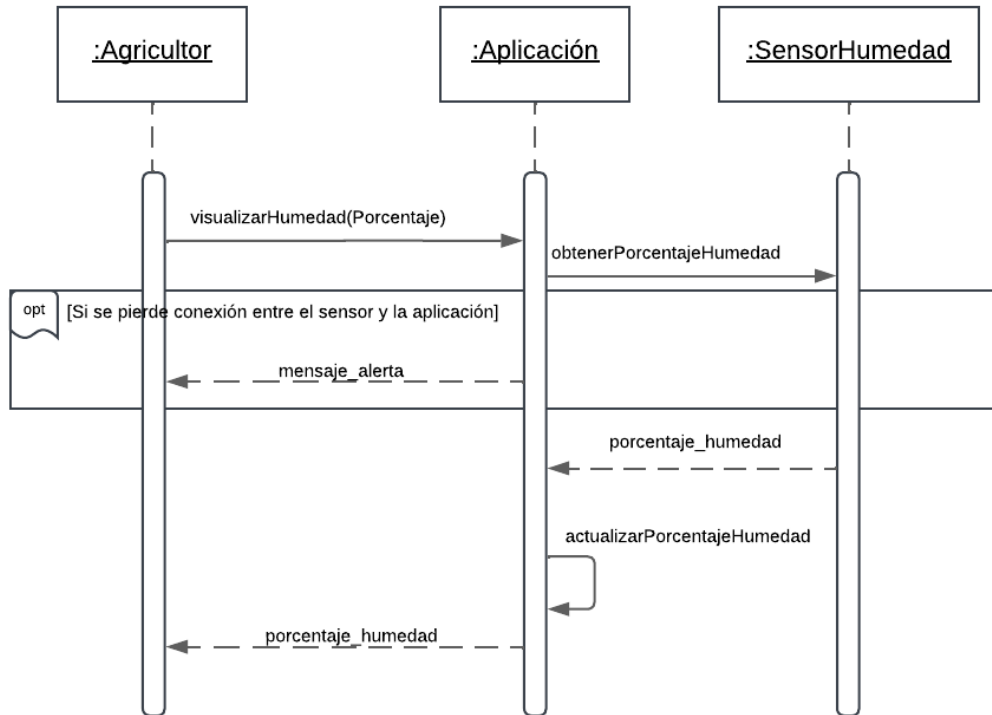 :Agricultor
:Aplicación
:SensorHumedad
visualizarHumedad(Porcentaje)
obtenerPorcentajeHumedad
opt
[Si se pierde conexión entre el sensor y la aplicación]
mensaje_alerta
porcentaje_humedad
actualizarPorcentajeHumedad
porcentaje_humedad